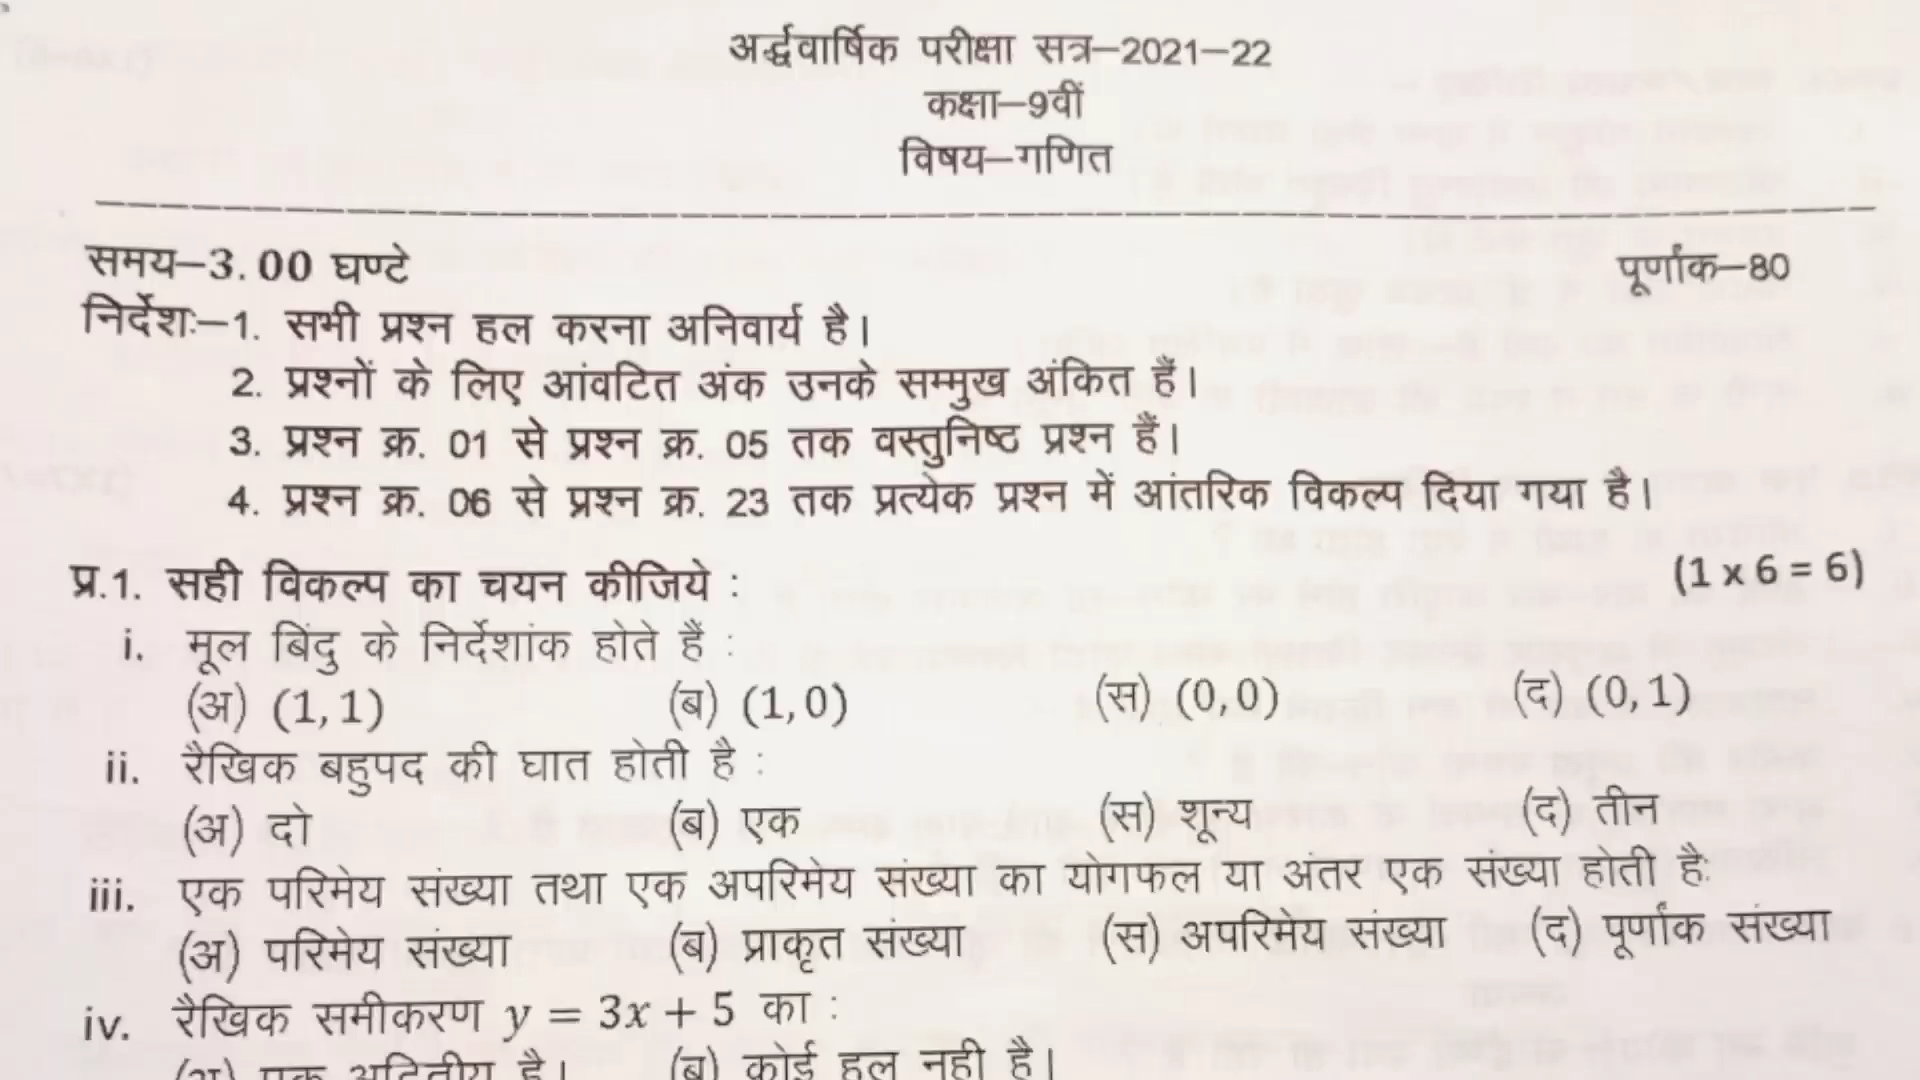 अर्द्धवार्षिक परीक्षा सत्र–2021–22
कक्षा–9वीं
विषय–गणित
समय–3.00 घण्टे पूर्णांक–80
निर्देशः–1. सभी प्रश्न हल करना अनिवार्य है।
2. प्रश्नों के लिए आंवटित अंक उनके सम्मुख अंकित हैं।
3. प्रश्न क्र. 01 से प्रश्न क्र. 05 तक वस्तुनिष्ठ प्रश्न हैं।
4. प्रश्न क्र. 06 से प्रश्न क्र. 23 तक प्रत्येक प्रश्न में आंतरिक विकल्प दिया गया है।
प्र.1. सही विकल्प का चयन कीजिये : (1 x 6 = 6)
i. मूल बिंदु के निर्देशांक होते हैं :
(अ) (1,1) (ब) (1,0) (स) (0,0) (द) (0,1)
ii. रैखिक बहुपद की घात होती है :
(अ) दो (ब) एक (स) शून्य (द) तीन
iii. एक परिमेय संख्या तथा एक अपरिमेय संख्या का योगफल या अंतर एक संख्या होती है:
(अ) परिमेय संख्या (ब) प्राकृत संख्या (स) अपरिमेय संख्या (द) पूर्णांक संख्या
iv. रैखिक समीकरण y = 3x + 5 का :
(अ) एक अद्वितीय है। (ब) कोई हल नही है।